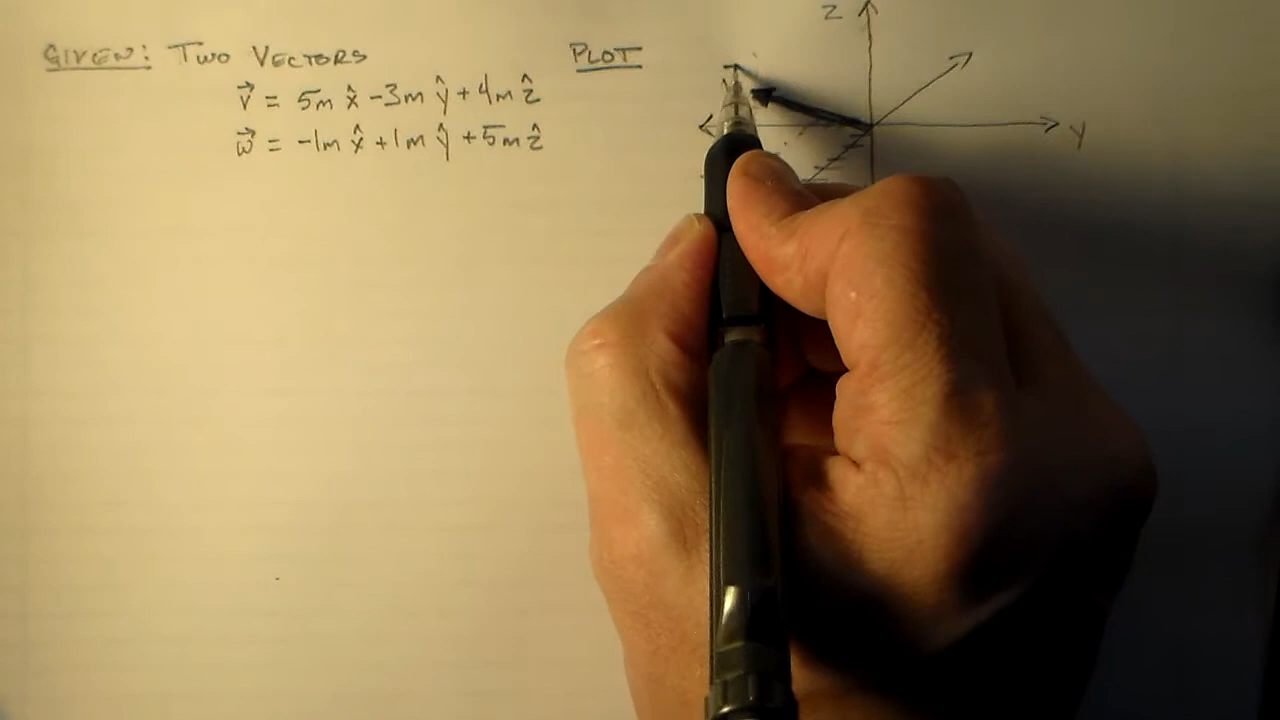 GIVEN: TWO VECTORS
v⃗ = 5m x̂ -3m ŷ + 4m ẑ
w⃗ = -1m x̂ + 1m ŷ + 5m ẑ
PLOT
Z
y